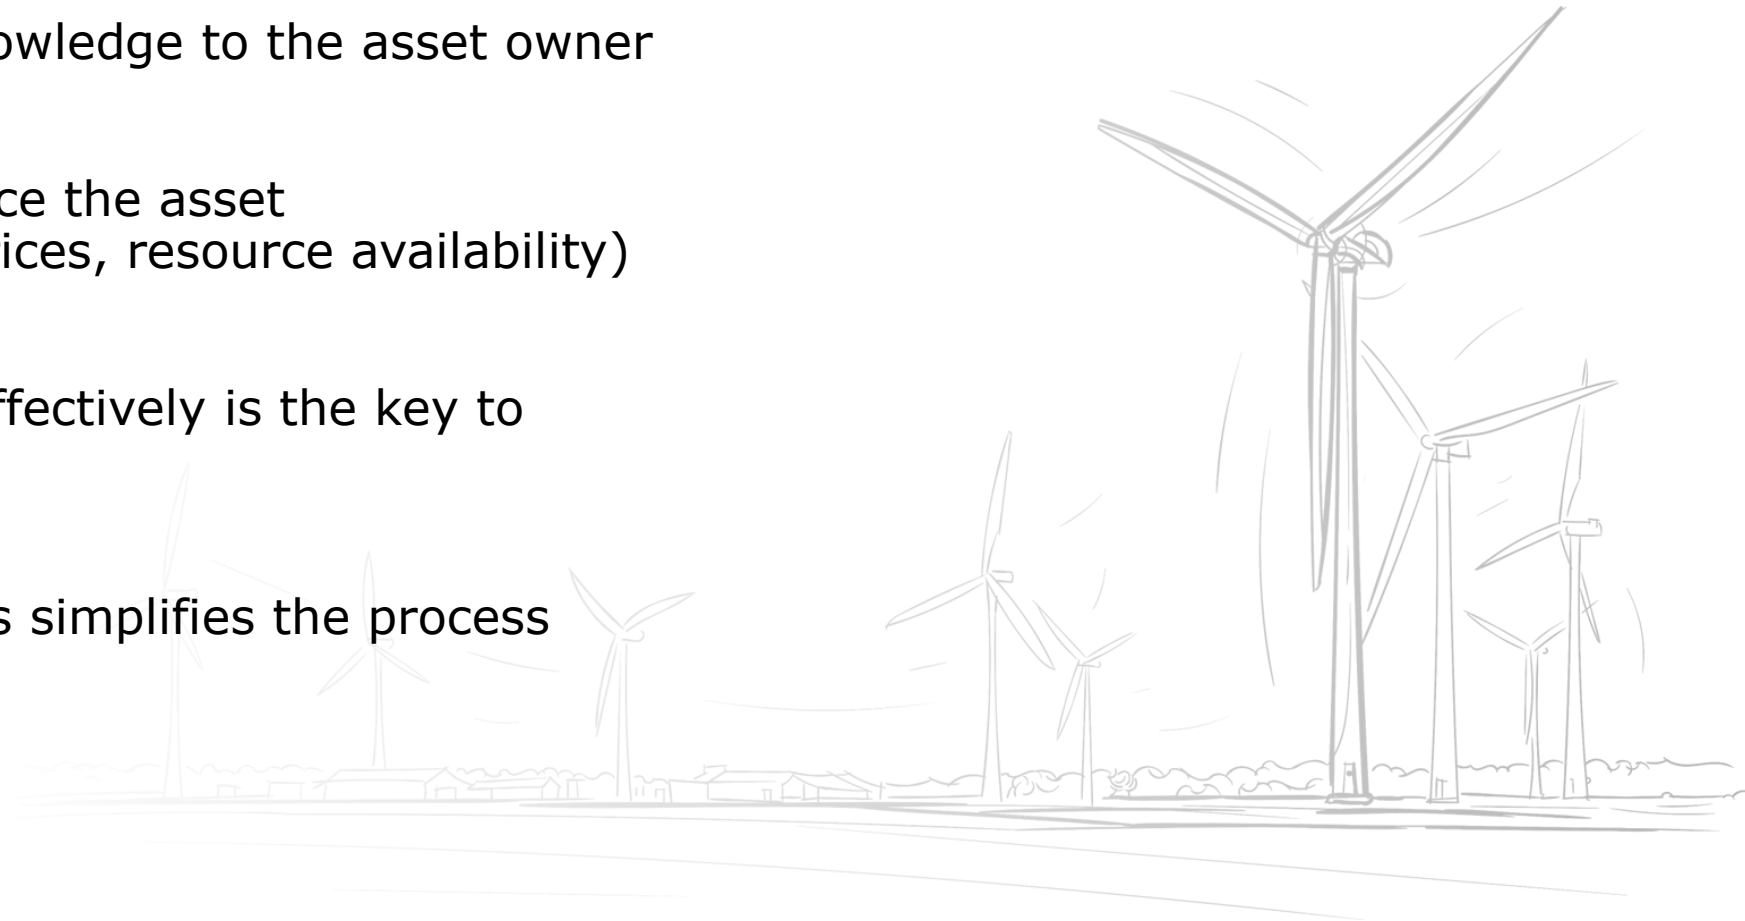 owledge to the asset owner
ce the asset
ices, resource availability)
ffectively is the key to
s simplifies the process